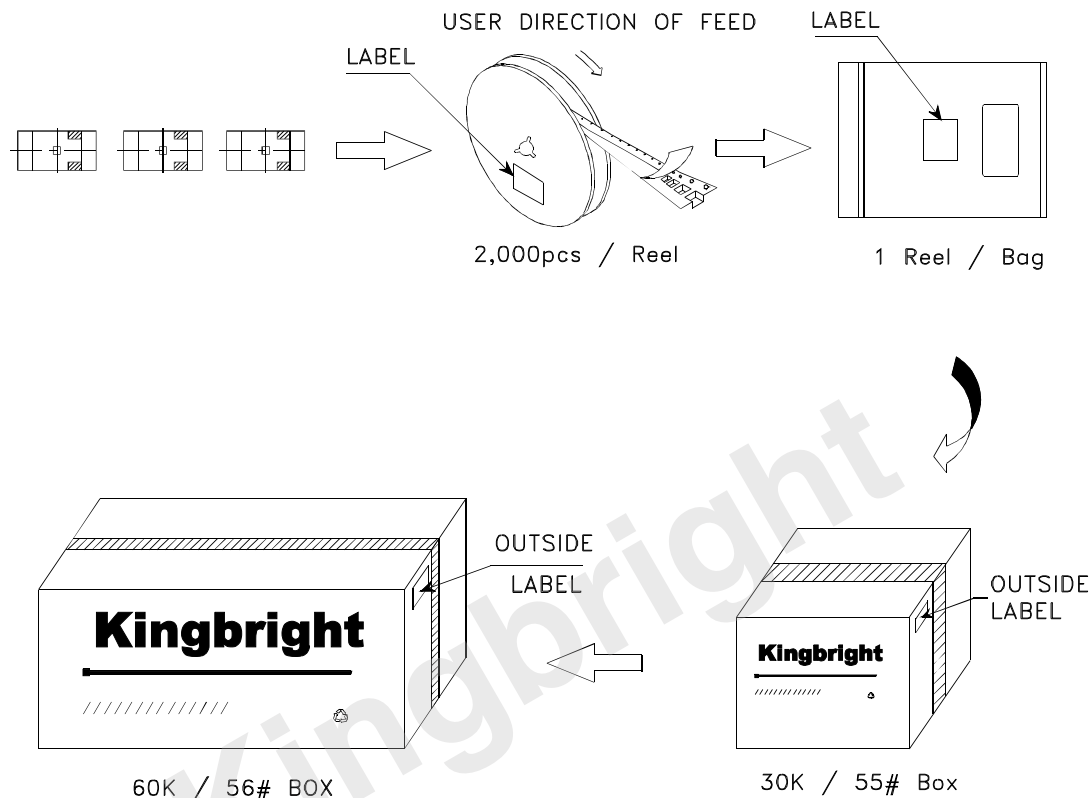 USER DIRECTION OF FEED
LABEL
LABEL
2,000pcs / Reel
1 Reel / Bag
OUTSIDE
LABEL
OUTSIDE
LABEL
Kingbright
Kingbright
Kingbright
60K / 56# BOX
30K / 55# Box